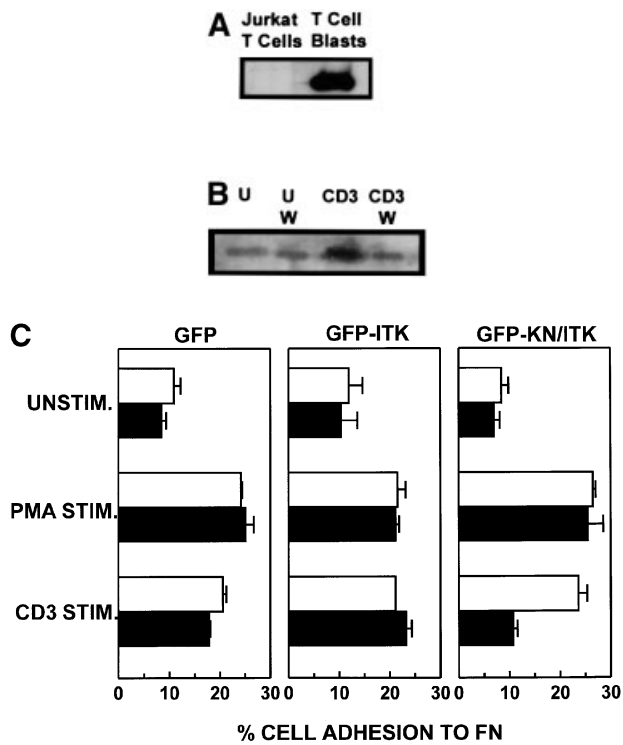 A
Jurkat T Cell
T Cells Blasts
B
U U CD3 CD3
W W
C
GFP GFP-ITK GFP-KN/ITK
UNSTIM.
PMA STIM.
CD3 STIM.
0 10 20 30 0 10 20 30 0 10 20 30
% CELL ADHESION TO FN